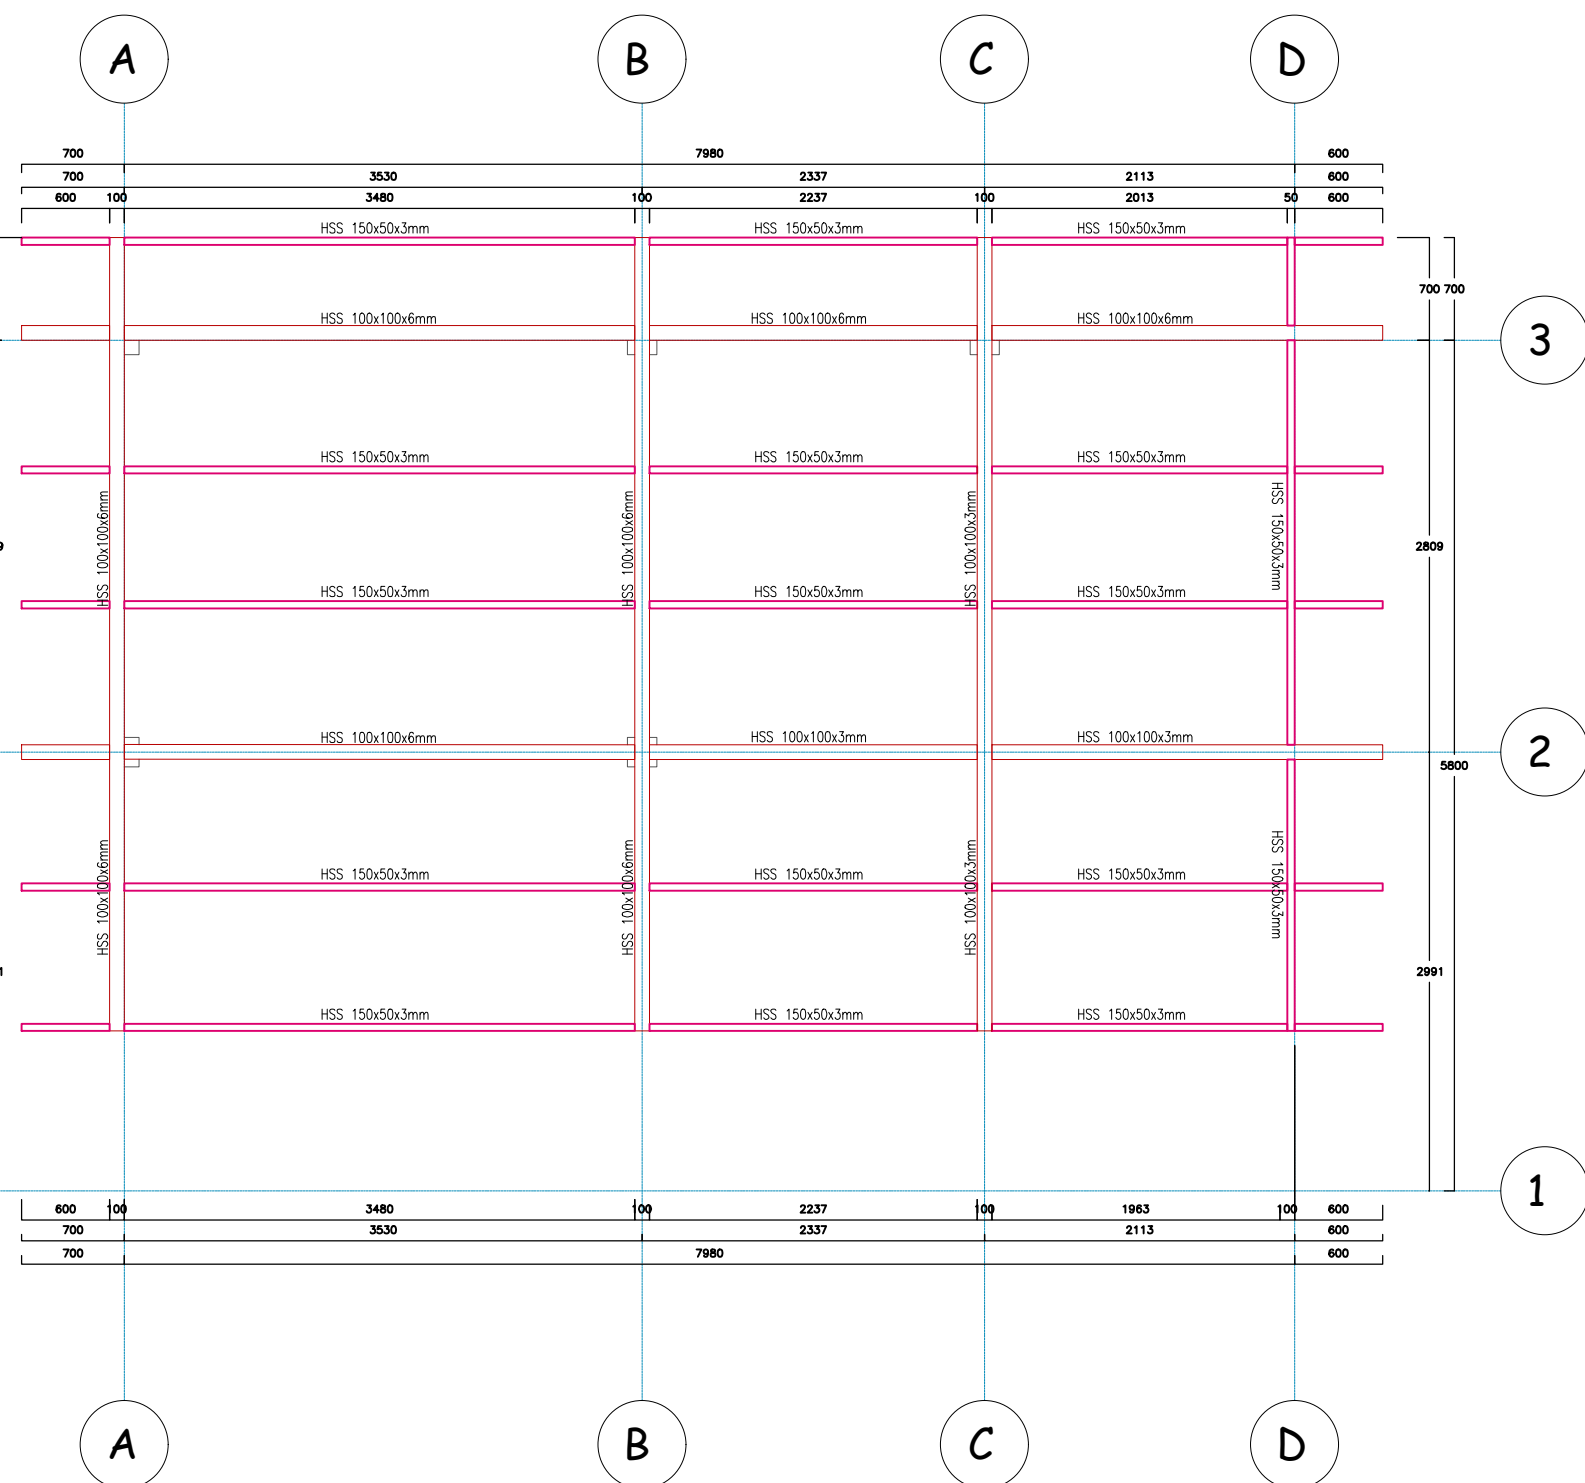 A B C D
700 7980 600
700 3530 2337 2113 600
600 100 3480 100 2237 100 2013 50 600
HSS 150x50x3mm HSS 150x50x3mm HSS 150x50x3mm
700 700
HSS 100x100x6mm HSS 100x100x6mm HSS 100x100x6mm
3
HSS 150x50x3mm HSS 150x50x3mm HSS 150x50x3mm
HSS 100x100x6mm HSS 100x100x6mm HSS 100x100x3mm HSS 150x50x3mm
9 2809
HSS 150x50x3mm HSS 150x50x3mm HSS 150x50x3mm
HSS 100x100x6mm HSS 100x100x3mm HSS 100x100x3mm
2
5800
HSS 150x50x3mm HSS 150x50x3mm HSS 150x50x3mm
HSS 100x100x6mm HSS 100x100x6mm HSS 100x100x3mm HSS 150x50x3mm
2991
HSS 150x50x3mm HSS 150x50x3mm HSS 150x50x3mm
1
600 100 3480 100 2237 100 1963 100 600
700 3530 2337 2113 600
700 7980 600
A B C D